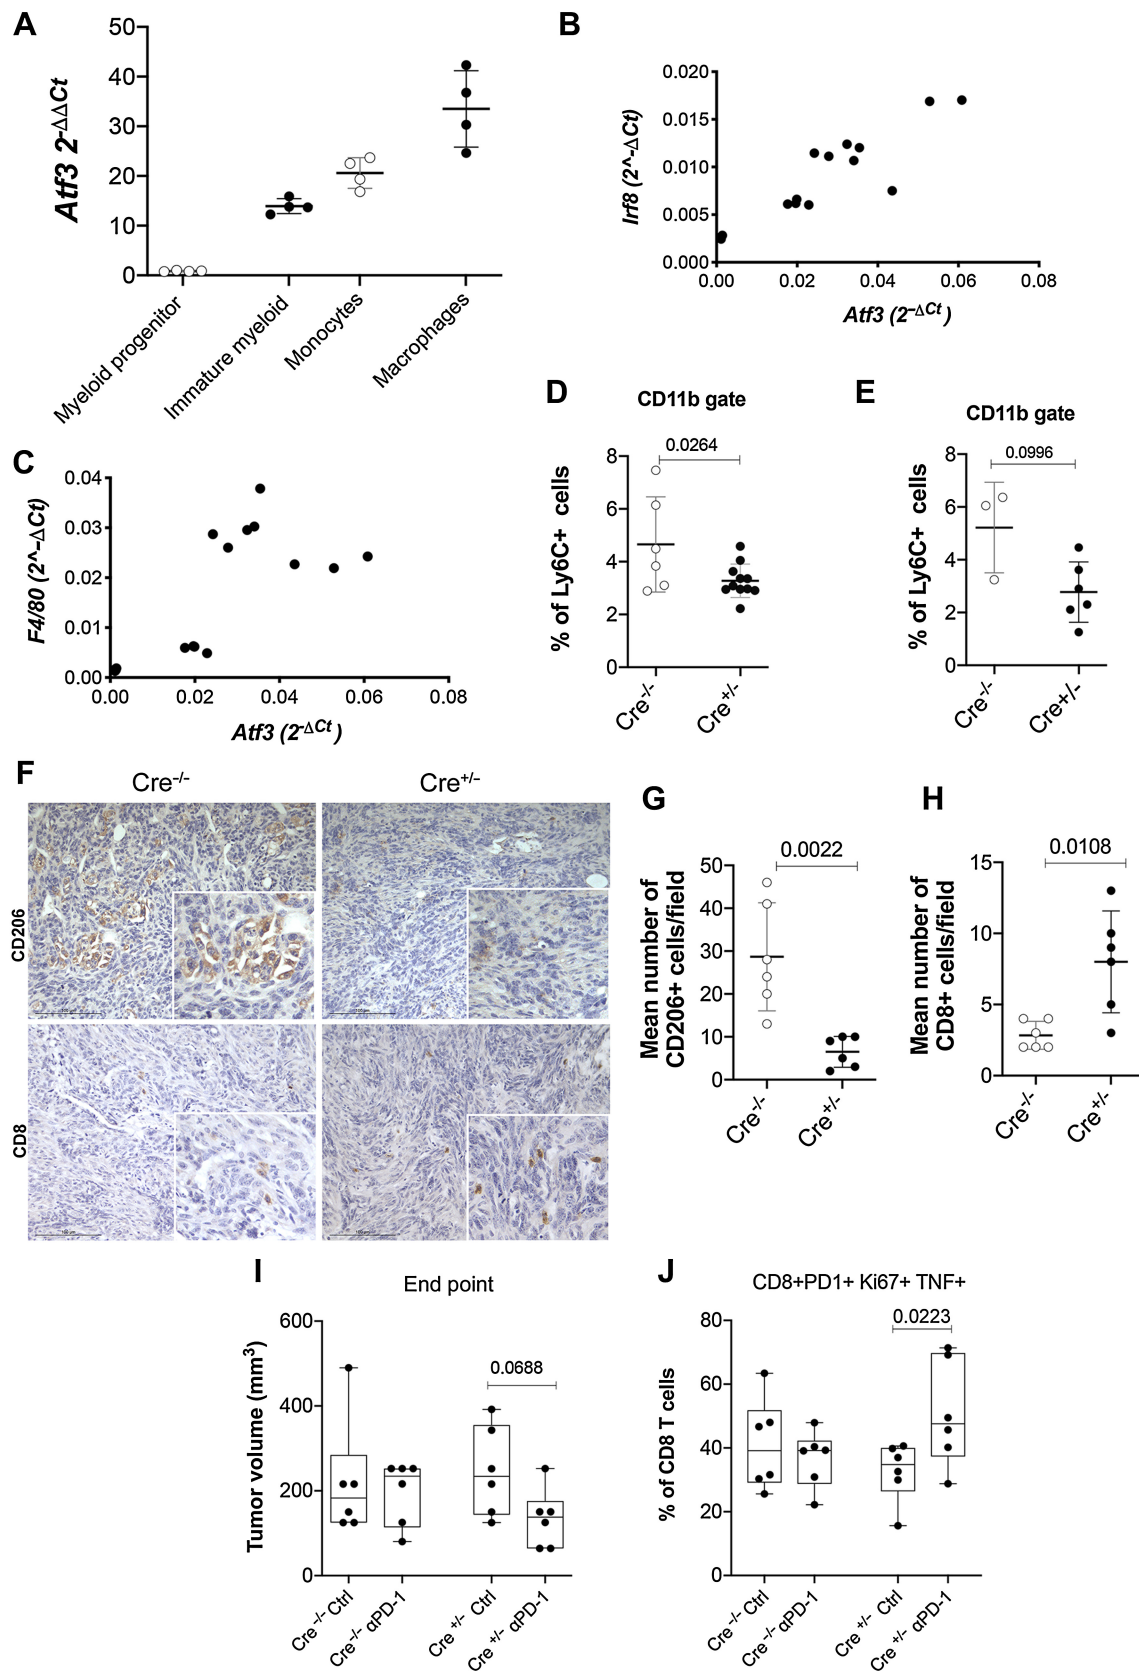 A
50
40
30
20
10
0
Atf3 2-ΔΔCt
Myeloid progenitor
Immature myeloid
Monocytes
Macrophages
B
0.020
0.015
0.010
0.005
0.000
Irf8 (2^-ΔCt)
0.00 0.02 0.04 0.06 0.08
Atf3 (2-ΔCt)
C
0.04
0.03
0.02
0.01
0.00
F4/80 (2^-ΔCt)
0.00 0.02 0.04 0.06 0.08
Atf3 (2-ΔCt)
D
CD11b gate
0.0264
8
6
4
2
0
% of Ly6C+ cells
Cre-/-
Cre+/-
E
CD11b gate
0.0996
8
6
4
2
0
% of Ly6C+ cells
Cre-/-
Cre+/-
F
Cre-/- Cre+/-
CD206
100 μm
100 μm
CD8
100 μm
100 μm
G
0.0022
50
40
30
20
10
0
Mean number of
CD206+ cells/field
Cre-/-
Cre+/-
H
0.0108
15
10
5
0
Mean number of
CD8+ cells/field
Cre-/-
Cre+/-
I
End point
0.0688
600
400
200
0
Tumor volume (mm3)
Cre-/- Ctrl
Cre-/- αPD-1
Cre+/- Ctrl
Cre+/- αPD-1
J
CD8+PD1+ Ki67+ TNF+
0.0223
80
60
40
20
0
% of CD8 T cells
Cre-/- Ctrl
Cre-/- αPD-1
Cre+/- Ctrl
Cre+/- αPD-1